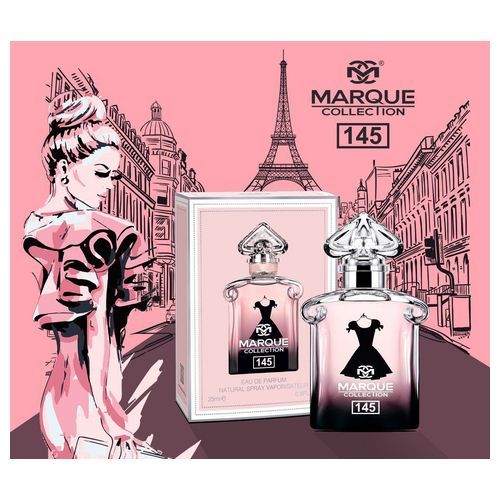 MARQUE
COLLECTION
145
MARQUE
COLLECTION
145
EAU DE PARFUM
NATURAL SPRAY VAPORISATEUR
25ml e
MARQUE
COLLECTION
145